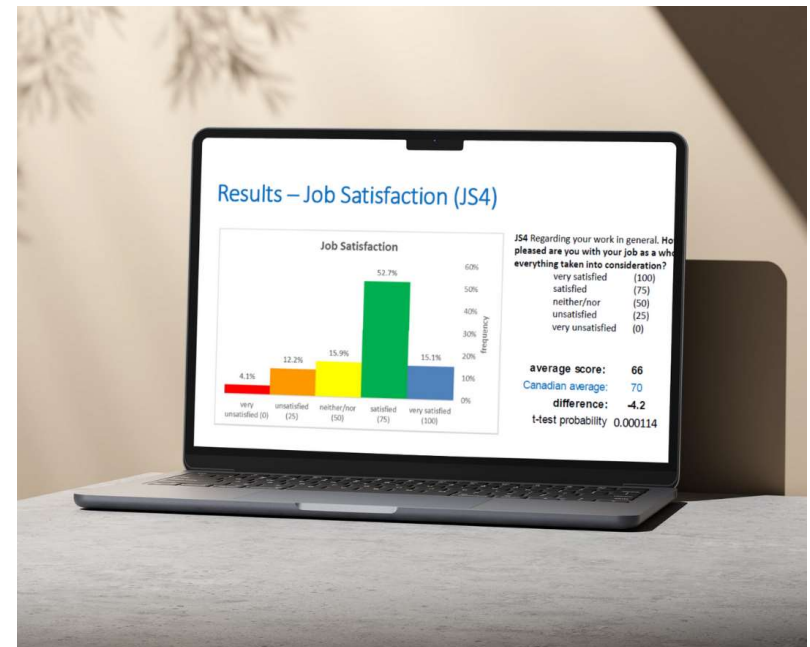 Results – Job Satisfaction (JS4)
Job Satisfaction
60%
50%
40%
30%
20%
10%
0%
Frequency
4.1%
12.2%
15.9%
52.7%
15.1%
very unsatisfied (0)
unsatisfied (25)
neither/nor (50)
satisfied (75)
very satisfied (100)
JS4 Regarding your work in general. Ho
pleased are you with your job as a who
everything taken into consideration?
very satisfied (100)
satisfied (75)
neither/nor (50)
unsatisfied (25)
very unsatisfied (0)
average score: 66
Canadian average: 70
difference: -4.2
t-test probability 0.000114